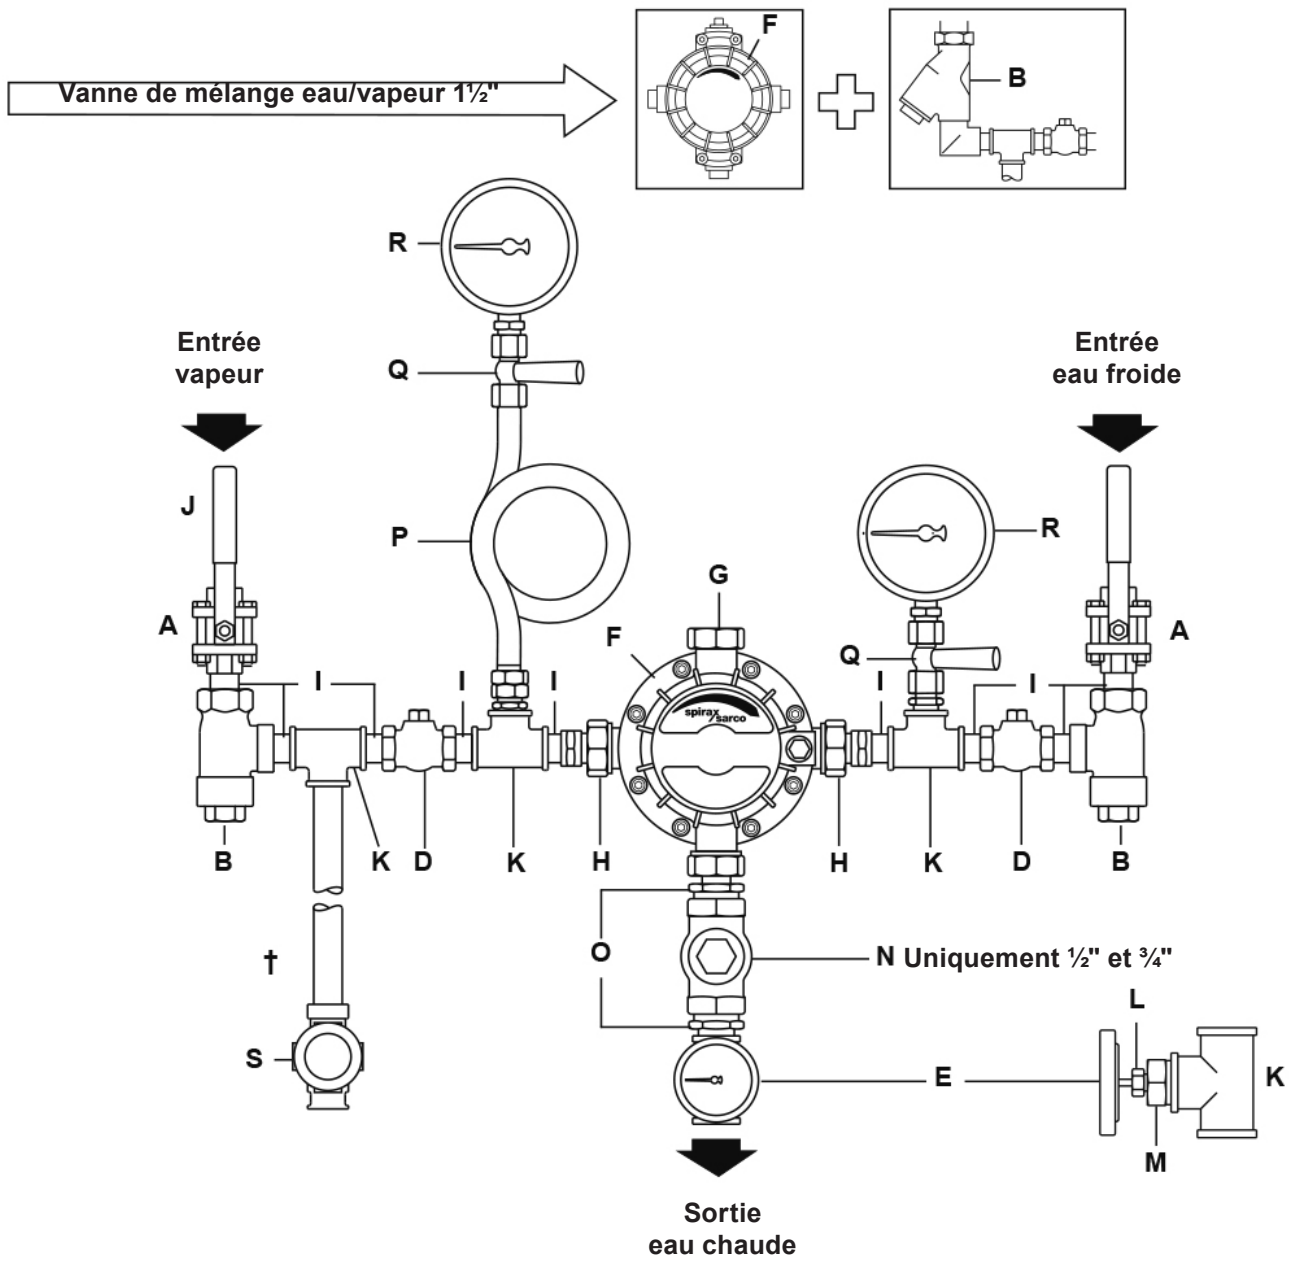 F
B
Vanne de mélange eau/vapeur 1½"
R
Entrée
vapeur
Entrée
eau froide
Q
J
P
R
G
A
F
A
Q
I
I
I
I
I
spirax
sarco
B
K
D
K
H
H
K
D
B
†
O
N Uniquement ½" et ¾"
L
S
E
K
M
Sortie
eau chaude